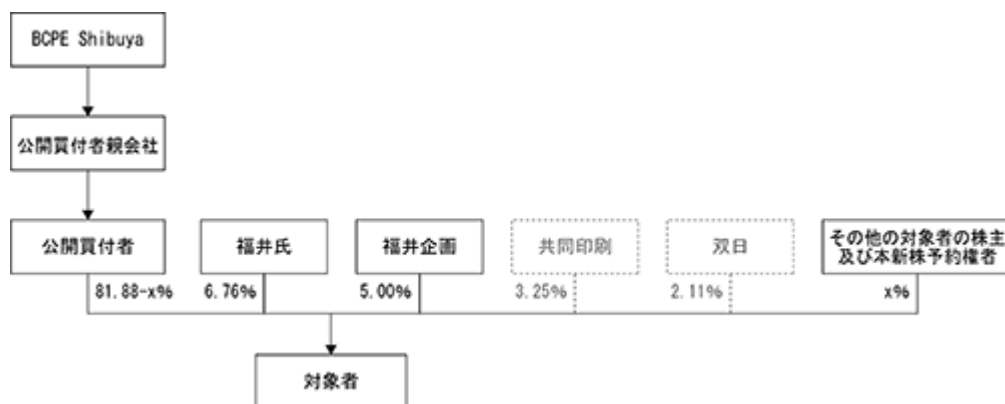 BCPE Shibuya
公開買付者親会社
公開買付者
福井氏
福井企画
共同印刷
双日
その他の対象者の株主
及び本新株予約権者
81.88-x%
6.76%
5.00%
3.25%
2.11%
x%
対象者